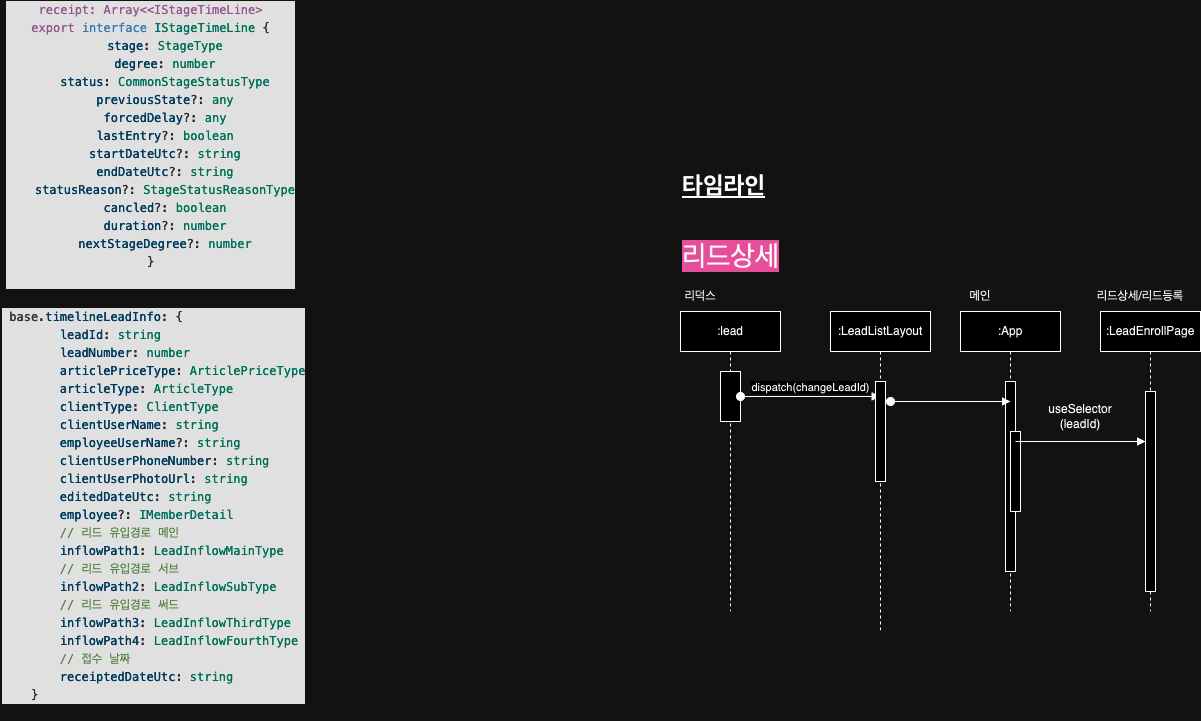 receipt: Array<<IStageTimeLine>
export interface IStageTimeLine {
stage: StageType
degree: number
status: CommonStageStatusType
previousState?: any
forcedDelay?: any
lastEntry?: boolean
startDateUtc?: string
endDateUtc?: string
statusReason?: StageStatusReasonType
cancled?: boolean
duration?: number
nextStageDegree?: number
}
base.timelineLeadInfo: {
leadId: string
leadNumber: number
articlePriceType: ArticlePriceType
articleType: ArticleType
clientType: ClientType
clientUserName: string
employeeUserName?: string
clientUserPhoneNumber: string
clientUserPhotoUrl: string
editedDateUtc: string
employee?: IMemberDetail
// 리드 유입경로 메인
inflowPath1: LeadInflowMainType
// 리드 유입경로 서브
inflowPath2: LeadInflowSubType
// 리드 유입경로 써드
inflowPath3: LeadInflowThirdType
inflowPath4: LeadInflowFourthType
// 접수 날짜
receiptedDateUtc: string
}
타임라인
리드상세
리덕스
메인
리드상세/리드등록
:lead
:LeadListLayout
:App
:LeadEnrollPage
dispatch(changeLeadId)
useSelector
(leadId)